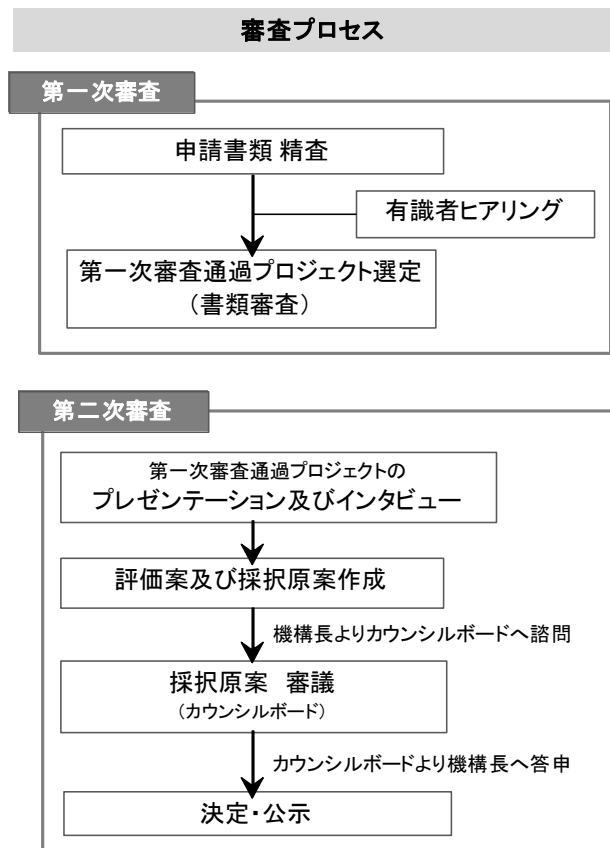 審査プロセス
第一次審査
申請書類 精査
有識者ヒアリング
第一次審査通過プロジェクト選定
（書類審査）
第二次審査
第一次審査通過プロジェクトの
プレゼンテーション及びインタビュー
評価案及び採択原案作成
機構長よりカウンシルボードへ諮問
採択原案　審議
（カウンシルボード）
カウンシルボードより機構長へ答申
決定・公示